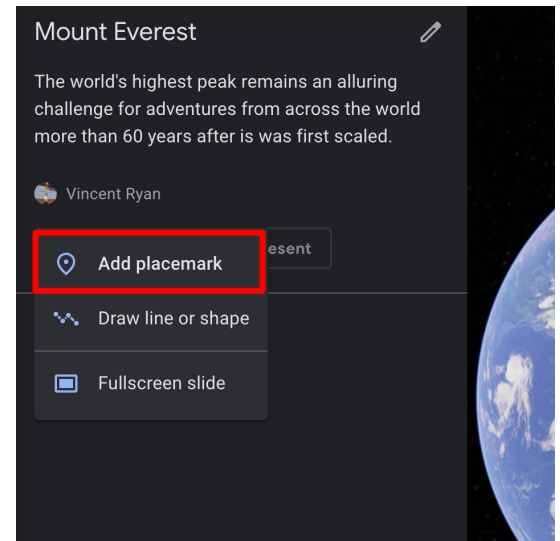 Mount Everest
The world's highest peak remains an alluring
challenge for adventures from across the world
more than 60 years after is was first scaled.
Vincent Ryan
esent
Add placemark
Draw line or shape
Fullscreen slide